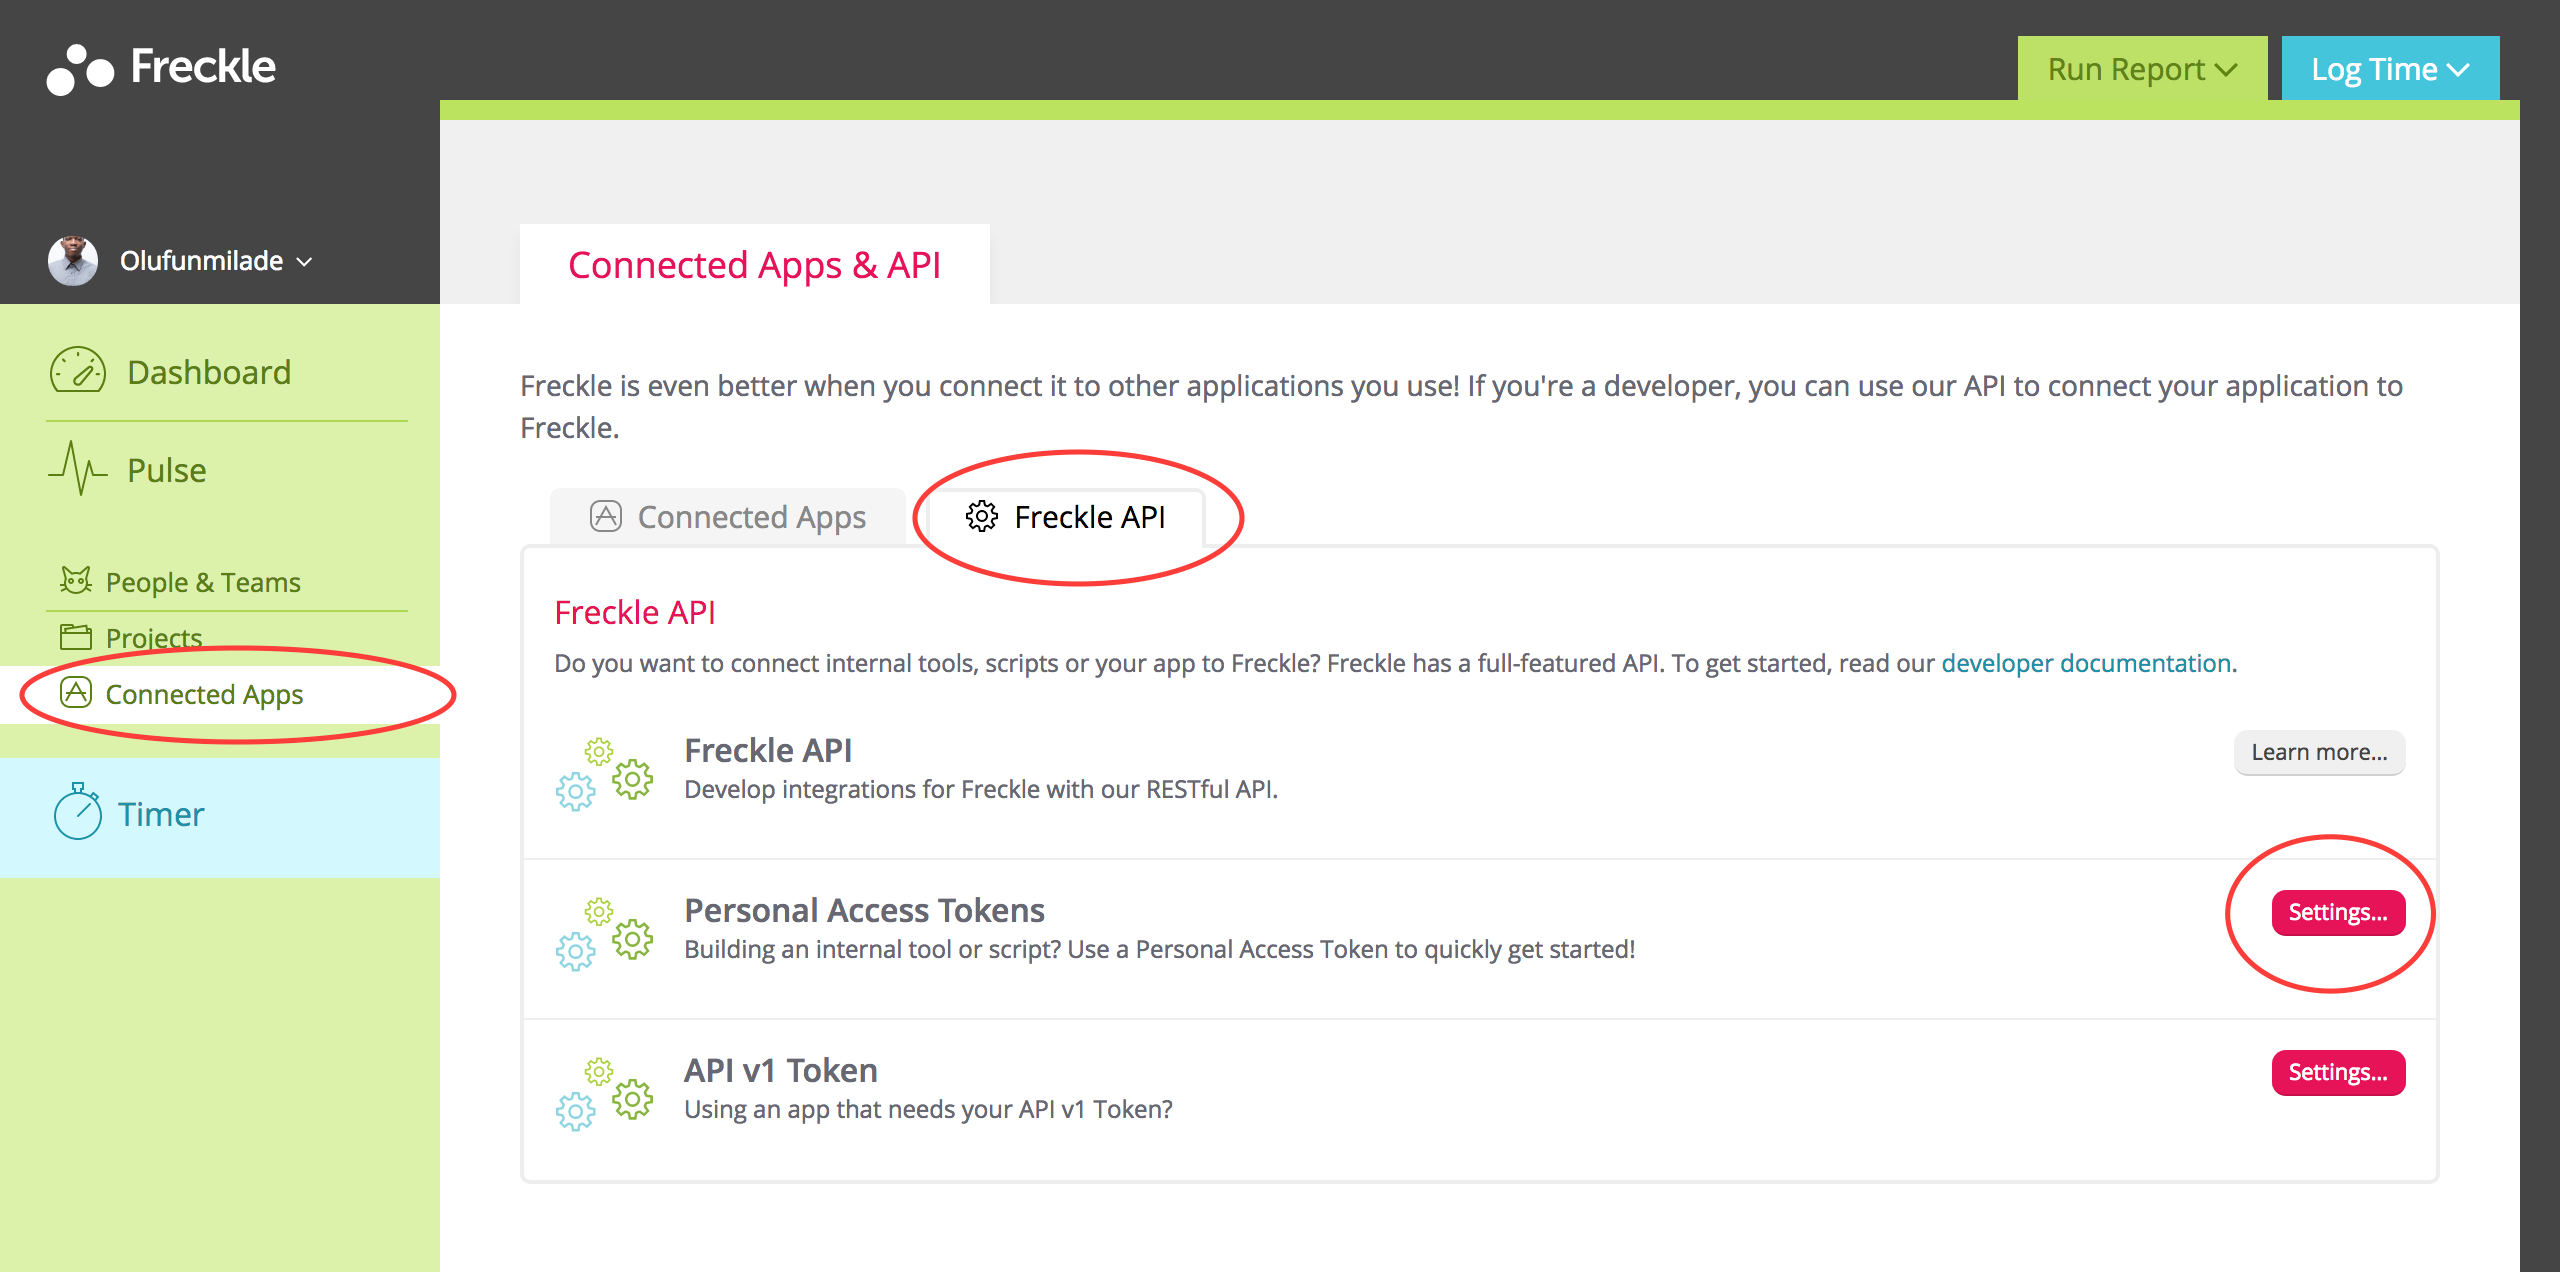 Freckle
Run Report
Log Time
Olufunmilade
Dashboard
Pulse
People & Teams
Projects
Connected Apps
Timer
Connected Apps & API
Freckle is even better when you connect it to other applications you use! If you're a developer, you can use our API to connect your application to
Freckle.
Connected Apps
Freckle API
Freckle API
Do you want to connect internal tools, scripts or your app to Freckle? Freckle has a full-featured API. To get started, read our developer documentation.
Freckle API
Learn more...
Develop integrations for Freckle with our RESTful API.
Personal Access Tokens
Settings...
Building an internal tool or script? Use a Personal Access Token to quickly get started!
API v1 Token
Settings...
Using an app that needs your API v1 Token?